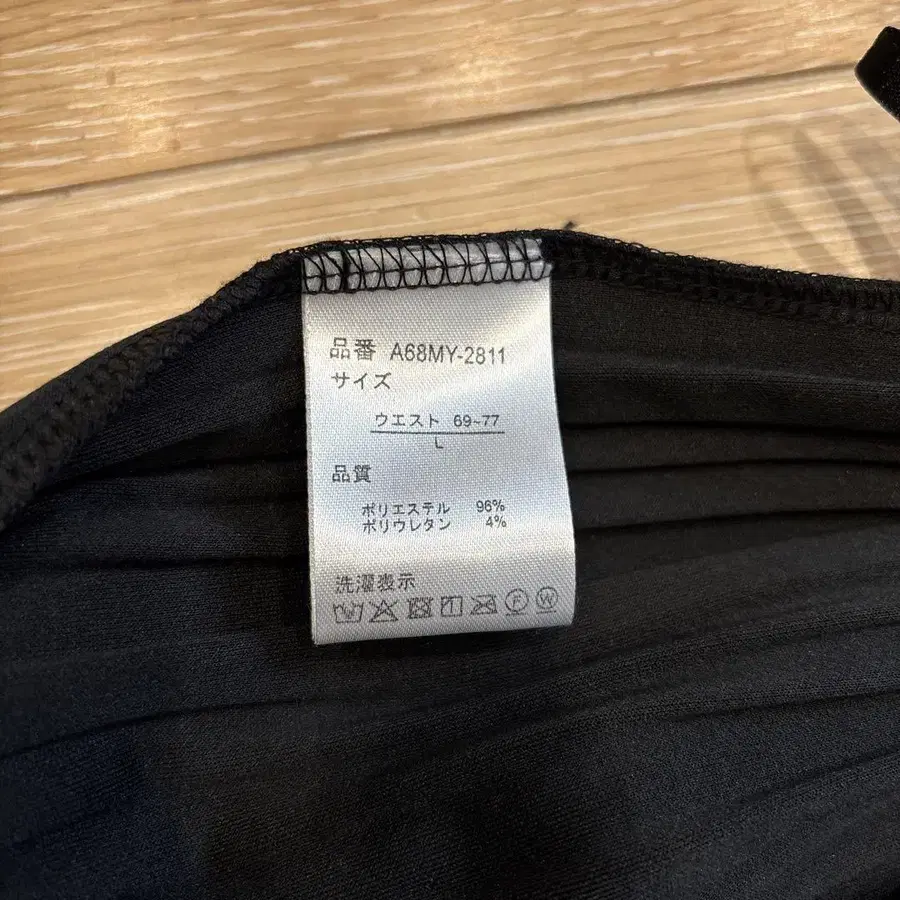 品番 A68MY-2811
サイズ
ウエスト 69~77
L
品質
ポリエステル 96%
ポリウレタン 4%
洗濯表示
F W